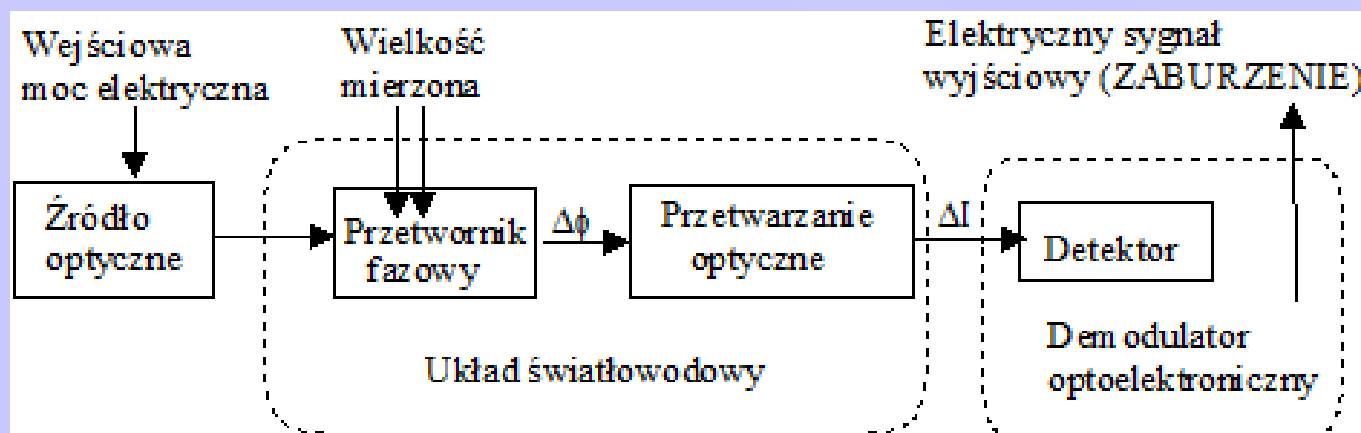 Wejściowa
moc elektryczna
Wielkość
mierzona
Elektryczny sygnał
wyjściowy (ZABURZENIE)
Źródło
optyczne
Przetwornik
fazowy
Δϕ
Przetwarzanie
optyczne
ΔI
Detektor
Układ światłowodowy
Demodulator
optoelektroniczny